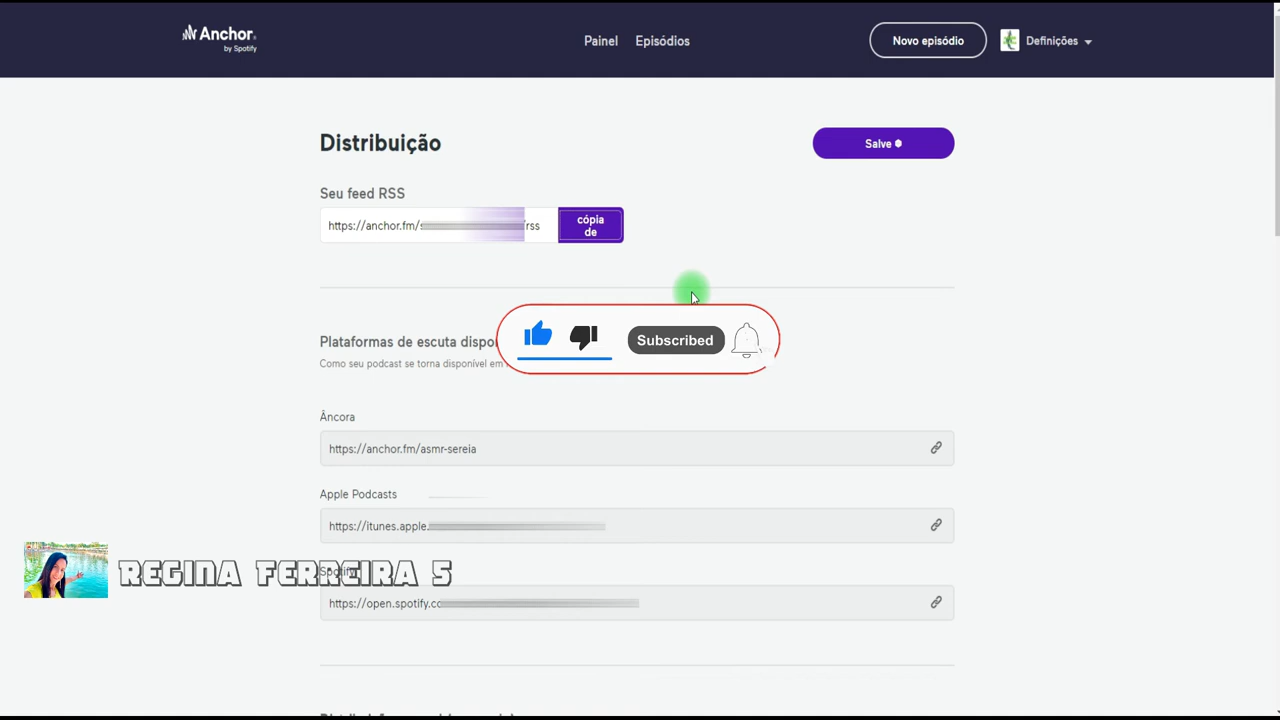 Anchor
by Spotify
Painel
Episódios
Novo episódio
Definições
Distribuição
Salve
Seu feed RSS
https://anchor.fm/
/rss
cópia
de
Plataformas de escuta dispo
Como seu podcast se torna disponível em
Subscribed
Âncora
https://anchor.fm/asmr-sereia
Apple Podcasts
https://itunes.apple.
REGINA FERREIRA 5
Spotify
https://open.spotify.co